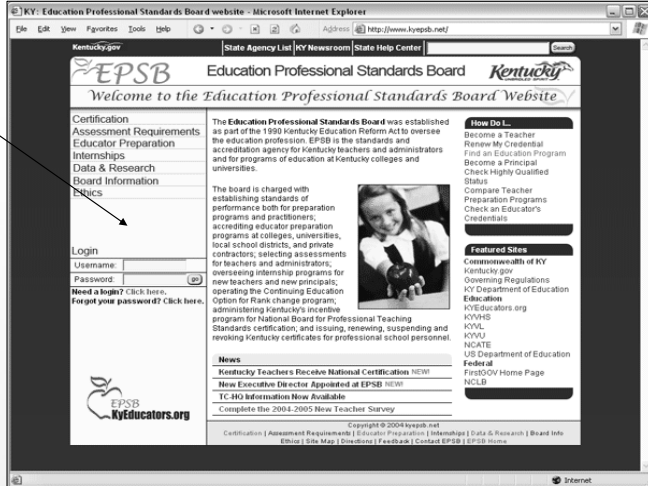 KY: Education Professional Standards Board website - Microsoft Internet Explorer
File Edit View Favorites Tools Help
Address http://www.kyepsb.net/
Kentucky.gov
State Agency List KY Newsroom State Help Center
Search
EPSB
Education Professional Standards Board
Kentucky
UNBRIDLED SPIRIT
Welcome to the Education Professional Standards Board Website
Certification
Assessment Requirements
Educator Preparation
Internships
Data & Research
Board Information
Ethics
Login
Username:
Password:
go
Need a login? Click here.
Forgot your password? Click here.
EPSB
KyEducators.org
The Education Professional Standards Board was established
as part of the 1990 Kentucky Education Reform Act to oversee
the education profession. EPSB is the standards and
accreditation agency for Kentucky teachers and administrators
and for programs of education at Kentucky colleges and
universities.
The board is charged with
establishing standards of
performance both for preparation
programs and practitioners;
accrediting educator preparation
programs at colleges, universities,
local school districts, and private
contractors; selecting assessments
for teachers and administrators;
overseeing internship programs for
new teachers and new principals;
operating the Continuing Education
Option for Rank change program;
administering Kentucky's incentive
program for National Board for Professional Teaching
Standards certification; and issuing, renewing, suspending and
revoking Kentucky certificates for professional school personnel.
News
Kentucky Teachers Receive National Certification NEW!
New Executive Director Appointed at EPSB NEW!
TC-HQ Information Now Available
Complete the 2004-2005 New Teacher Survey
How Do I...
Become a Teacher
Renew My Credential
Find an Education Program
Become a Principal
Check Highly Qualified
Status
Compare Teacher
Preparation Programs
Check an Educator's
Credentials
Featured Sites
Commonwealth of KY
Kentucky.gov
Governing Regulations
KY Department of Education
Education
KYEducators.org
KYVHS
KYVL
KYVU
NCATE
US Department of Education
Federal
FirstGOV Home Page
NCLB
Copyright © 2004 kyepsb.net
Certification | Assessment Requirements | Educator Preparation | Internships | Data & Research | Board Info
Ethics | Site Map | Directions | Feedback | Contact EPSB | EPSB Home
Internet